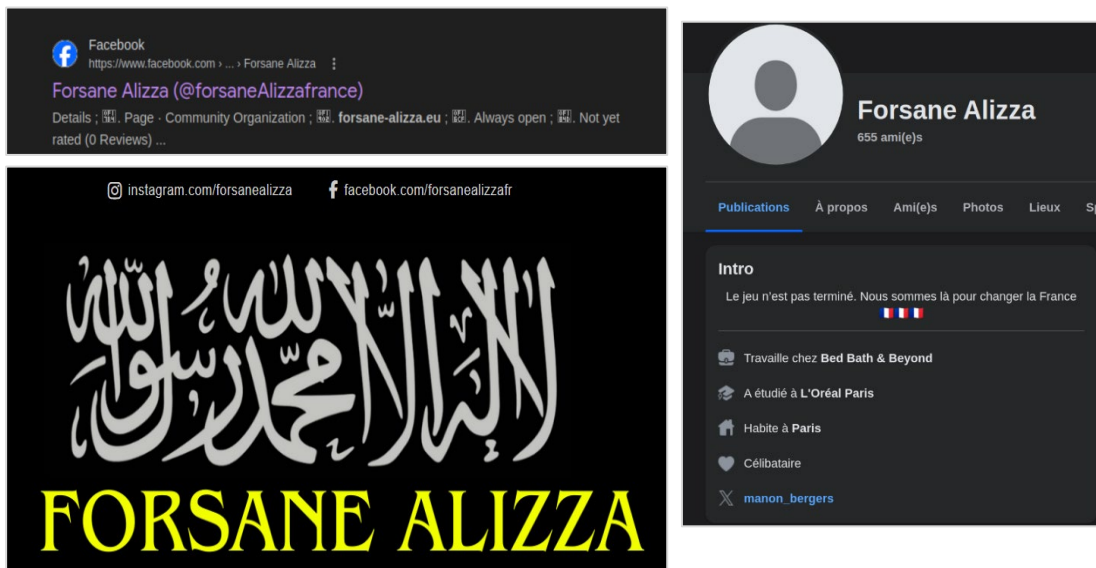 Facebook
https://www.facebook.com › ... › Forsane Alizza
Forsane Alizza (@forsaneAlizzafrance)
Details ; . Page · Community Organization ; . forsane-alizza.eu ; . Always open ; . Not yet
rated (0 Reviews) ...
instagram.com/forsanealizza facebook.com/forsanealizzafr
لا إله إلا الله محمد رسول الله
FORSANE ALIZZA
Forsane Alizza
655 ami(e)s
Publications À propos Ami(e)s Photos Lieux
Intro
Le jeu n'est pas terminé. Nous sommes là pour changer la France
🇫🇷🇫🇷🇫🇷
Travaille chez Bed Bath & Beyond
A étudié à L'Oréal Paris
Habite à Paris
Célibataire
manon_bergers